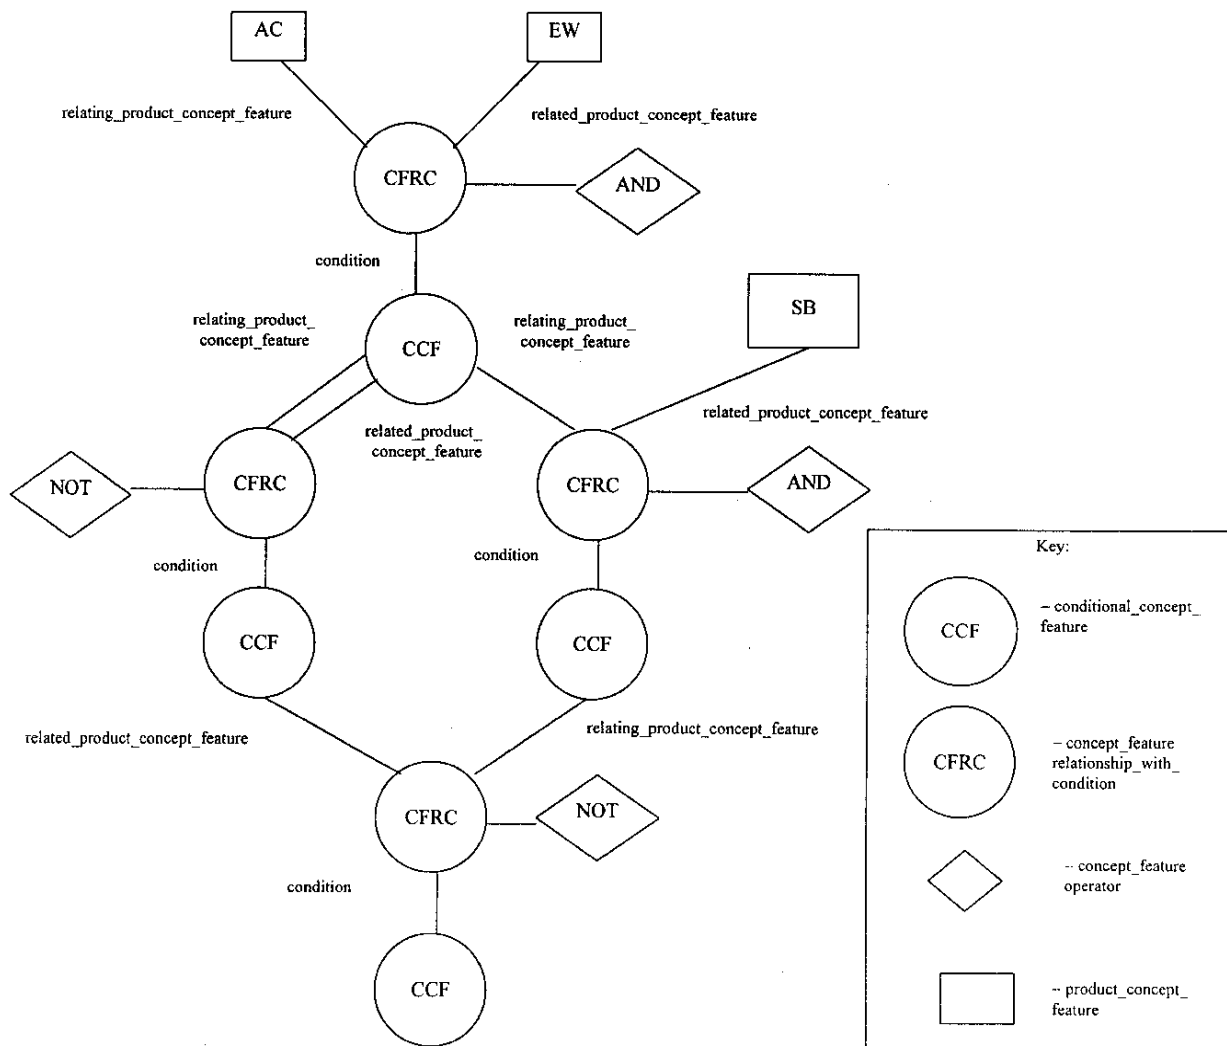 AC
EW
relating_product_concept_feature
related_product_concept_feature
CFRC
AND
condition
relating_product_
concept_feature
relating_product_
concept_feature
SB
CCF
related_product_concept_feature
related_product_
concept_feature
NOT
CFRC
CFRC
AND
condition
condition
CCF
CCF
related_product_concept_feature
relating_product_concept_feature
CFRC
NOT
condition
CCF
Key:
CCF
– conditional_concept_
feature
CFRC
– concept_feature
relationship_with_
condition
-- concept_feature
operator
-- product_concept_
feature